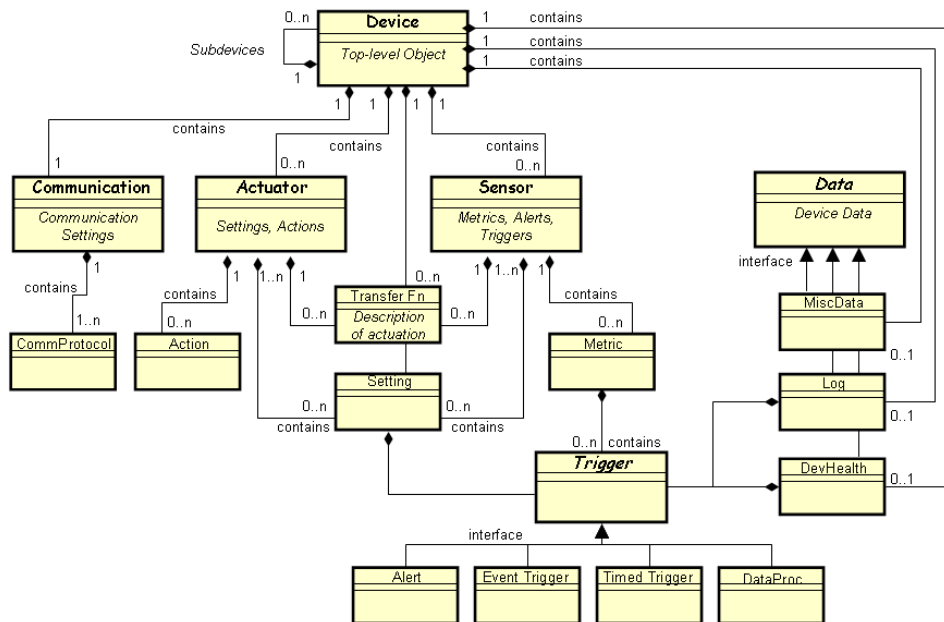 0..n
Device
1
contains
Subdevices
Top-level Object
1
contains
1
contains
1
1
1
1
1
contains
contains
contains
1
0..n
0..n
Communication
Communication
Settings
Actuator
Settings, Actions
Sensor
Metrics, Alerts,
Triggers
Data
Device Data
interface
1
contains
1..n
CommProtocol
1
contains
0..n
Action
1..n
1
0..n
0..n
Transfer Fn
Description
of actuation
0..n
1
1..n
1
contains
0..n
Metric
MiscData
0..1
Setting
0..n
contains
0..n
contains
Log
0..1
0..n
contains
Trigger
DevHealth
0..1
interface
Alert
Event Trigger
Timed Trigger
DataProc